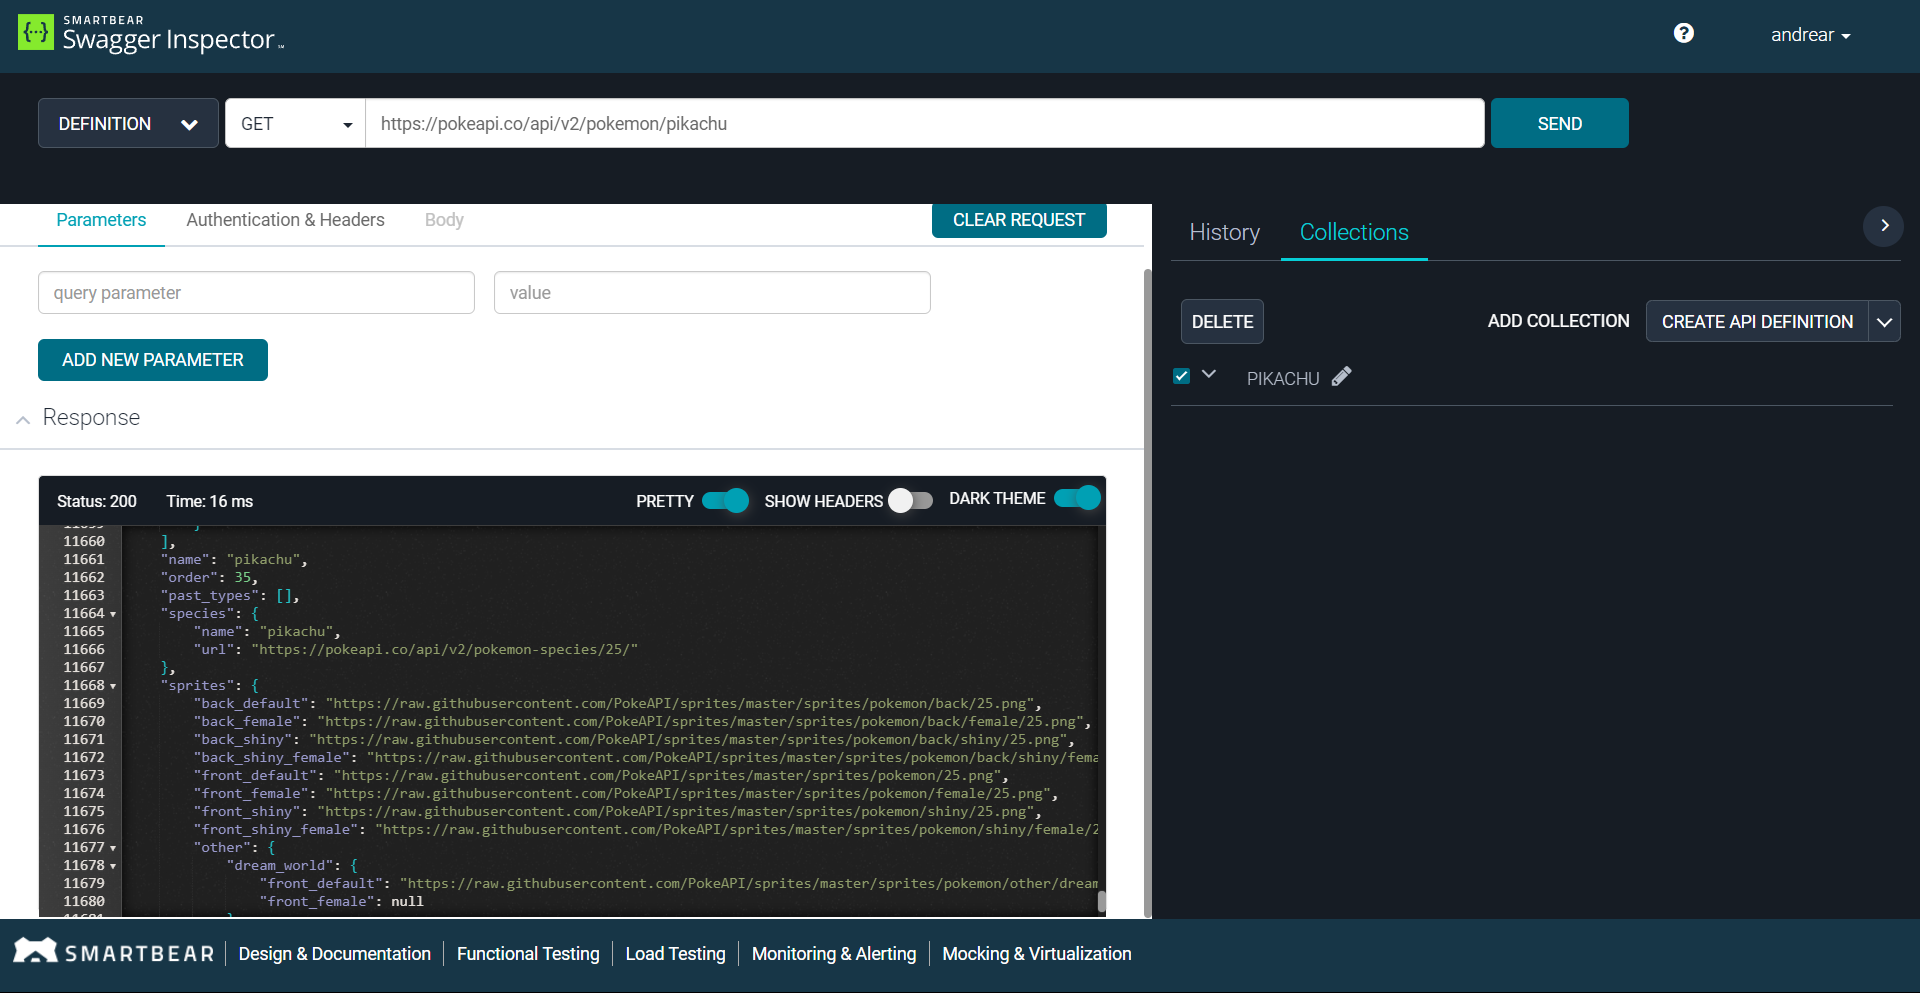 SMARTBEAR
Swagger Inspector
andrear
DEFINITION
GET
https://pokeapi.co/api/v2/pokemon/pikachu
SEND
Parameters
Authentication & Headers
Body
CLEAR REQUEST
History
Collections
query parameter
value
DELETE
ADD COLLECTION
CREATE API DEFINITION
ADD NEW PARAMETER
PIKACHU
Response
Status: 200
Time: 16 ms
PRETTY
SHOW HEADERS
DARK THEME
11659 }
11660 ],
11661 "name": "pikachu",
11662 "order": 35,
11663 "past_types": [],
11664 "species": {
11665 "name": "pikachu",
11666 "url": "https://pokeapi.co/api/v2/pokemon-species/25/"
11667 },
11668 "sprites": {
11669 "back_default": "https://raw.githubusercontent.com/PokeAPI/sprites/master/sprites/pokemon/back/25.png",
11670 "back_female": "https://raw.githubusercontent.com/PokeAPI/sprites/master/sprites/pokemon/back/female/25.png",
11671 "back_shiny": "https://raw.githubusercontent.com/PokeAPI/sprites/master/sprites/pokemon/back/shiny/25.png",
11672 "back_shiny_female": "https://raw.githubusercontent.com/PokeAPI/sprites/master/sprites/pokemon/back/shiny/fema
11673 "front_default": "https://raw.githubusercontent.com/PokeAPI/sprites/master/sprites/pokemon/25.png",
11674 "front_female": "https://raw.githubusercontent.com/PokeAPI/sprites/master/sprites/pokemon/female/25.png",
11675 "front_shiny": "https://raw.githubusercontent.com/PokeAPI/sprites/master/sprites/pokemon/shiny/25.png",
11676 "front_shiny_female": "https://raw.githubusercontent.com/PokeAPI/sprites/master/sprites/pokemon/shiny/female/2
11677 "other": {
11678 "dream_world": {
11679 "front_default": "https://raw.githubusercontent.com/PokeAPI/sprites/master/sprites/pokemon/other/dream
11680 "front_female": null
11681 }
SMARTBEAR
Design & Documentation
Functional Testing
Load Testing
Monitoring & Alerting
Mocking & Virtualization